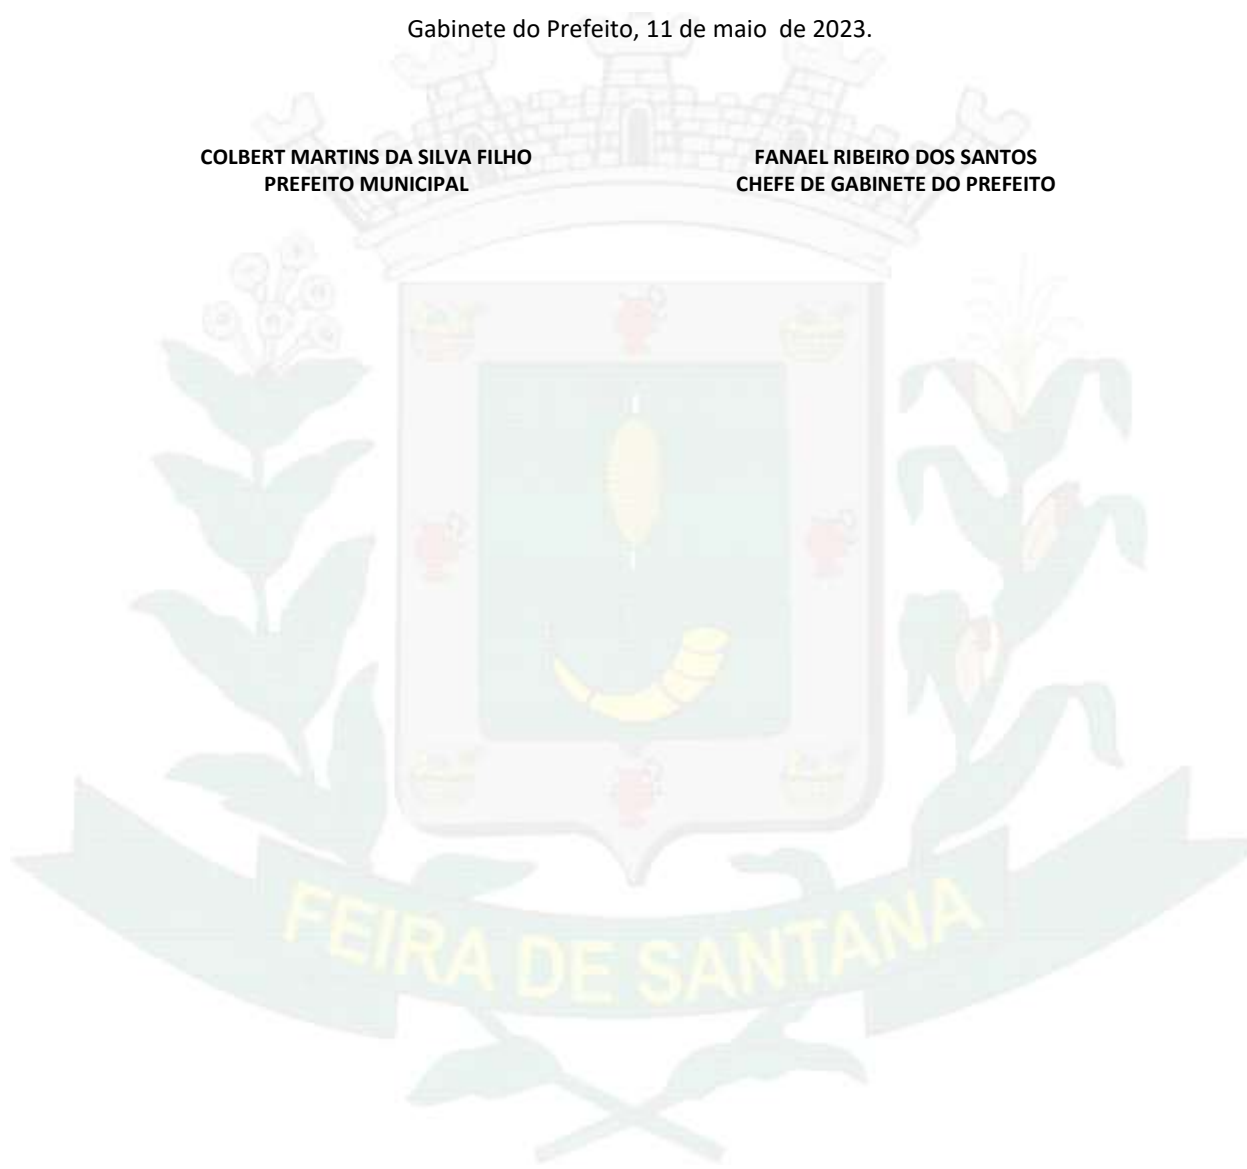 Gabinete do Prefeito, 11 de maio  de 2023.
COLBERT MARTINS DA SILVA FILHO
PREFEITO MUNICIPAL
FANAEL RIBEIRO DOS SANTOS
CHEFE DE GABINETE DO PREFEITO
FEIRA DE SANTANA